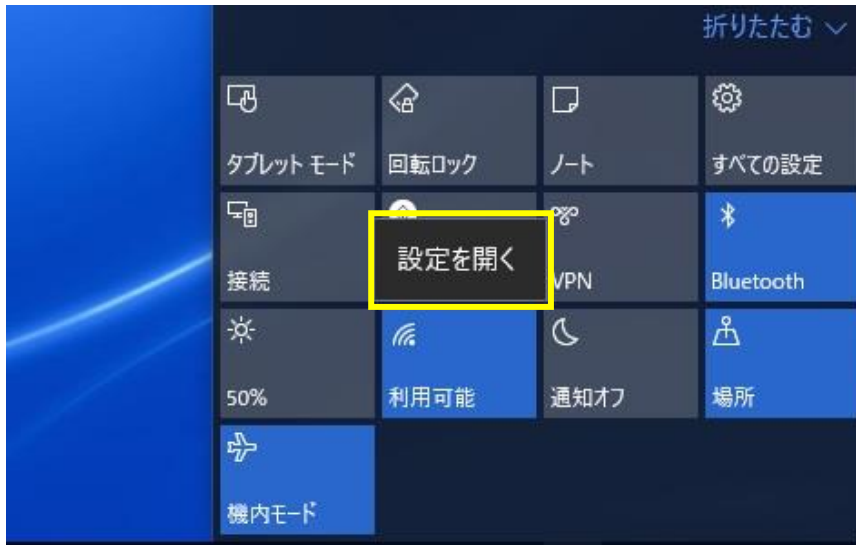 折りたたむ
タブレット モード
回転ロック
ノート
すべての設定
接続
設定を開く
VPN
Bluetooth
50%
利用可能
通知オフ
場所
機内モード